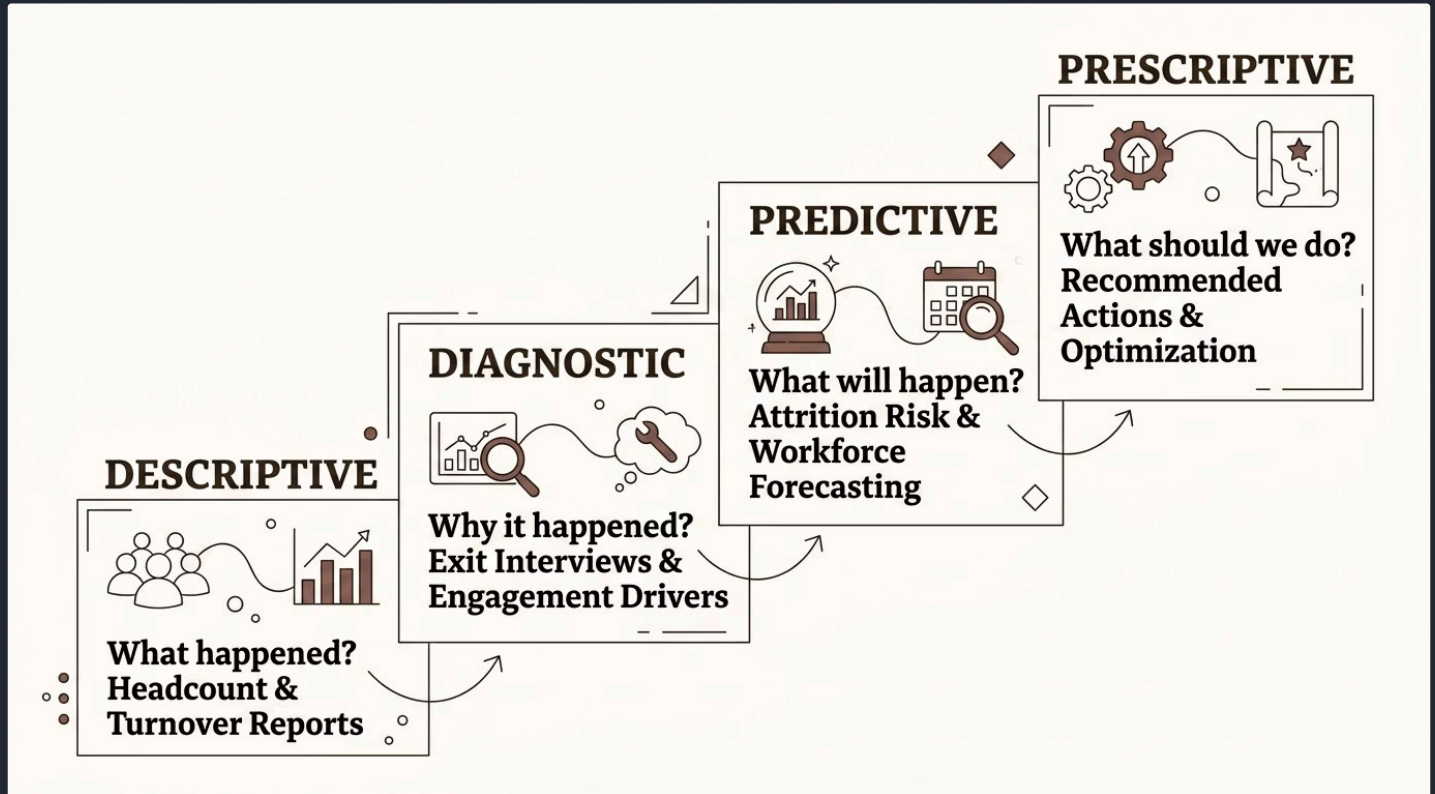 DESCRIPTIVE
What happened?
Headcount &
Turnover Reports
DIAGNOSTIC
Why it happened?
Exit Interviews &
Engagement Drivers
PREDICTIVE
What will happen?
Attrition Risk &
Workforce
Forecasting
PRESCRIPTIVE
What should we do?
Recommended
Actions &
Optimization